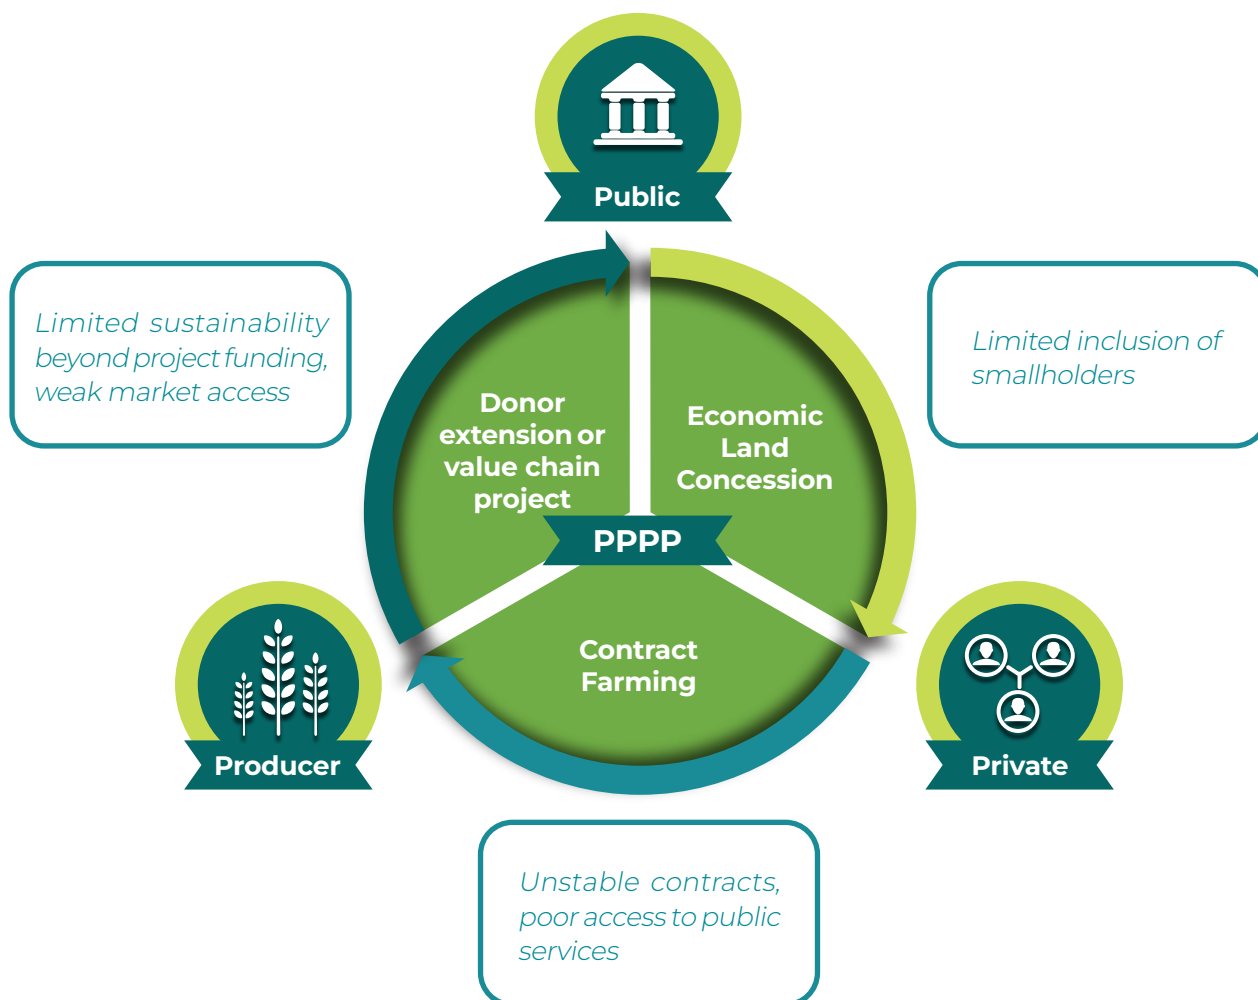 Public
Limited sustainability
beyond project funding,
weak market access
Limited inclusion of
smallholders
Donor
extension or
value chain
project
Economic
Land
Concession
PPPP
Contract
Farming
Producer
Private
Unstable contracts,
poor access to public
services